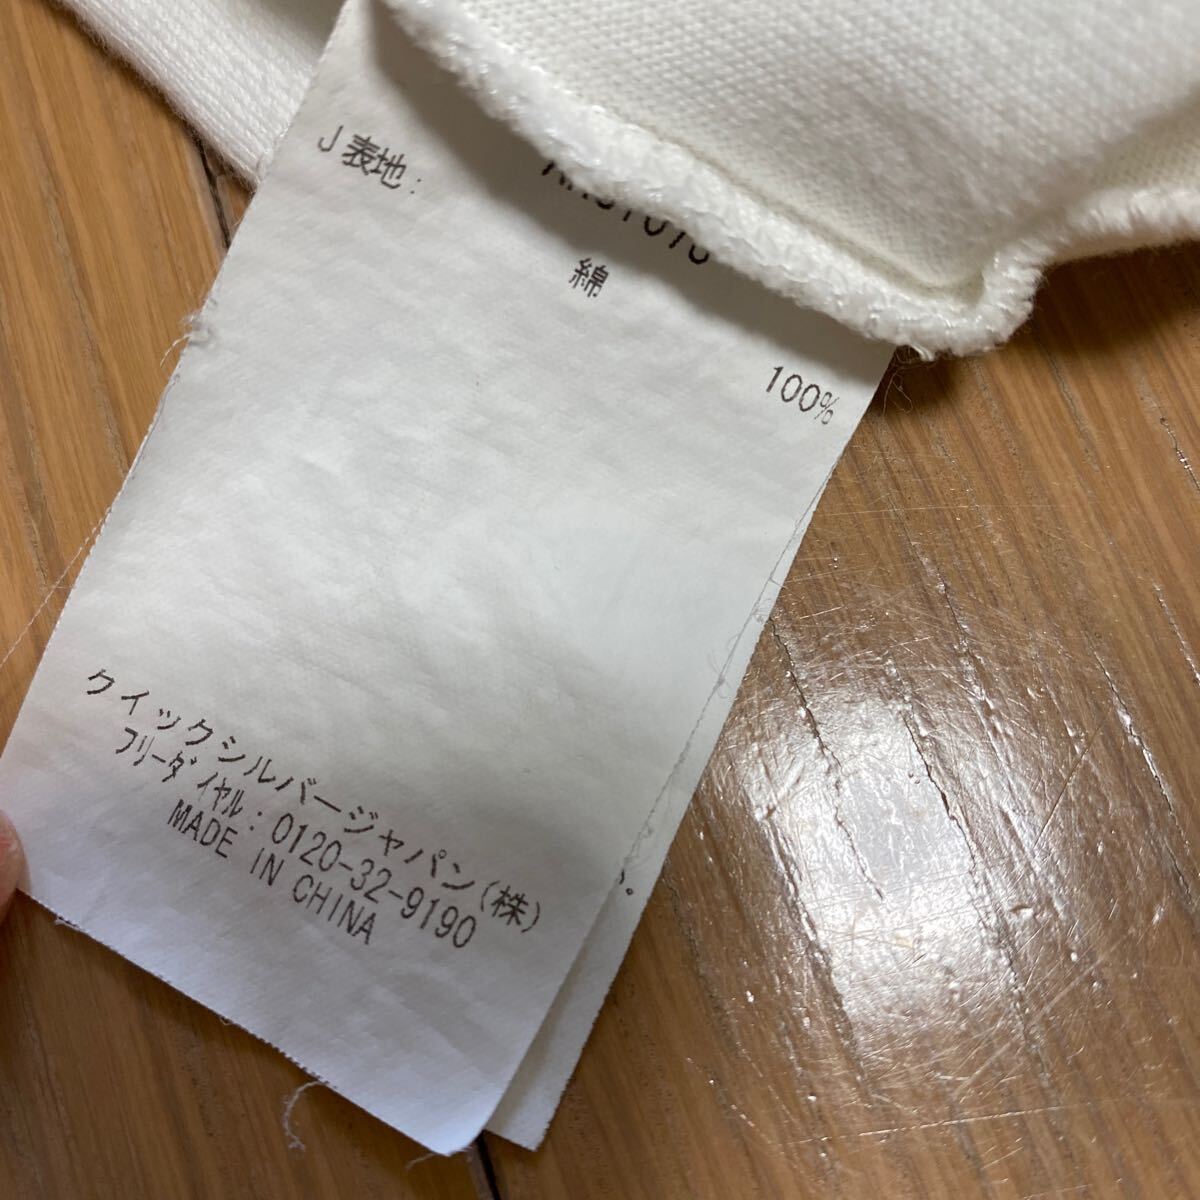 J 表地:
綿
100%
クイックシルバージャパン(株)
フリーダイヤル:0120-32-9190
MADE IN CHINA